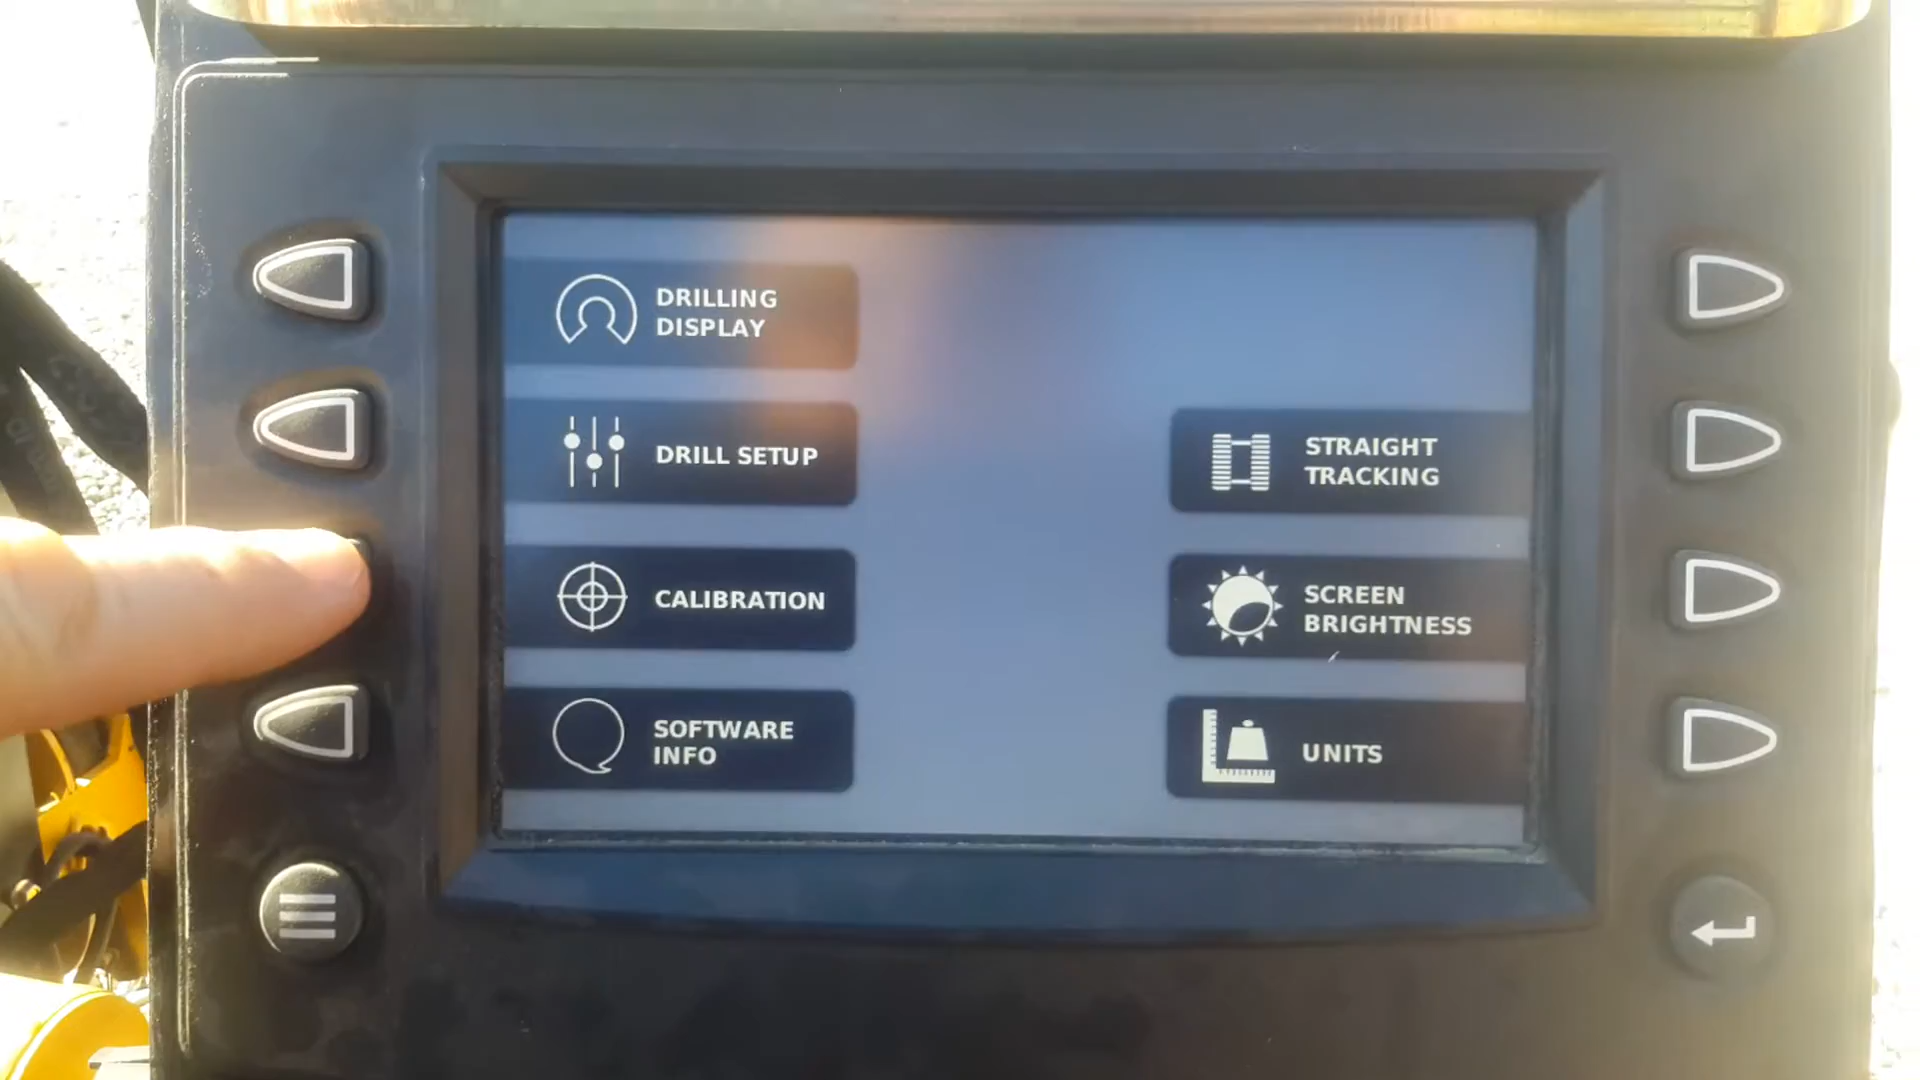 DRILLING
DISPLAY
DRILL SETUP
CALIBRATION
SOFTWARE
INFO
STRAIGHT
TRACKING
SCREEN
BRIGHTNESS
UNITS